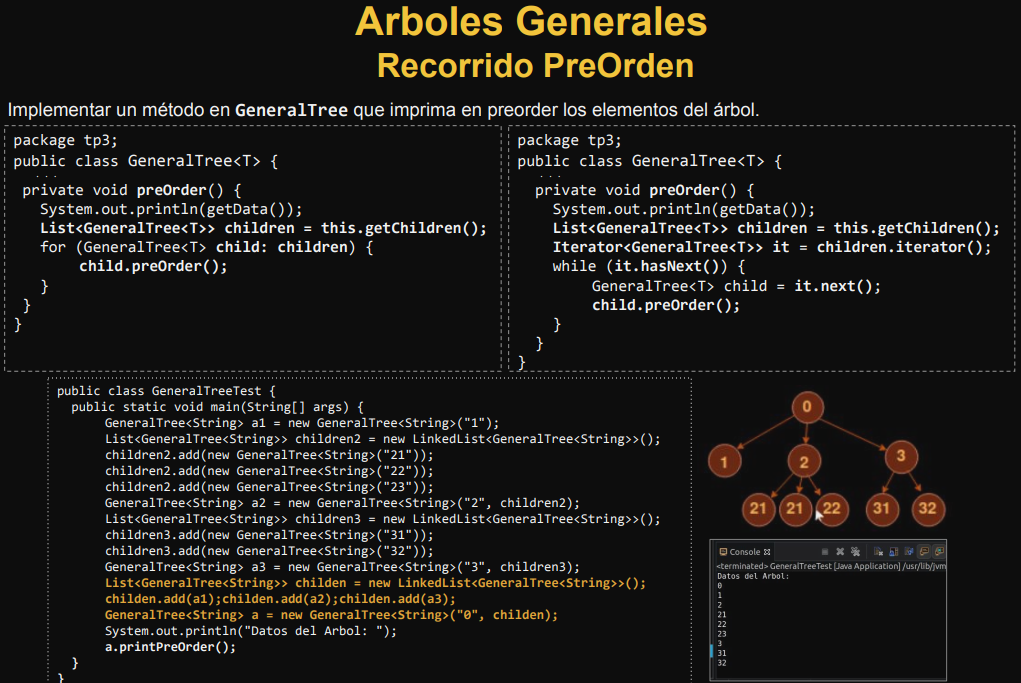 Arboles Generales
Recorrido PreOrden
Implementar un método en GeneralTree que imprima en preorder los elementos del árbol.
package tp3;
public class GeneralTree<T> {
...
private void preOrder() {
System.out.println(getData());
List<GeneralTree<T>> children = this.getChildren();
for (GeneralTree<T> child: children) {
child.preOrder();
}
}
}
package tp3;
public class GeneralTree<T> {
...
private void preOrder() {
System.out.println(getData());
List<GeneralTree<T>> children = this.getChildren();
Iterator<GeneralTree<T>> it = children.iterator();
while (it.hasNext()) {
GeneralTree<T> child = it.next();
child.preOrder();
}
}
}
public class GeneralTreeTest {
public static void main(String[] args) {
GeneralTree<String> a1 = new GeneralTree<String>("1");
List<GeneralTree<String>> children2 = new LinkedList<GeneralTree<String>>();
children2.add(new GeneralTree<String>("21"));
children2.add(new GeneralTree<String>("22"));
children2.add(new GeneralTree<String>("23"));
GeneralTree<String> a2 = new GeneralTree<String>("2", children2);
List<GeneralTree<String>> children3 = new LinkedList<GeneralTree<String>>();
children3.add(new GeneralTree<String>("31"));
children3.add(new GeneralTree<String>("32"));
GeneralTree<String> a3 = new GeneralTree<String>("3", children3);
List<GeneralTree<String>> childen = new LinkedList<GeneralTree<String>>();
childen.add(a1);childen.add(a2);childen.add(a3);
GeneralTree<String> a = new GeneralTree<String>("0", childen);
System.out.println("Datos del Arbol: ");
a.printPreOrder();
}
}
0
1 2 3
21 21 22 31 32
Console
<terminated> GeneralTreeTest [Java Application] /usr/lib/jvm
Datos del Arbol:
0
1
2
21
22
23
3
31
32